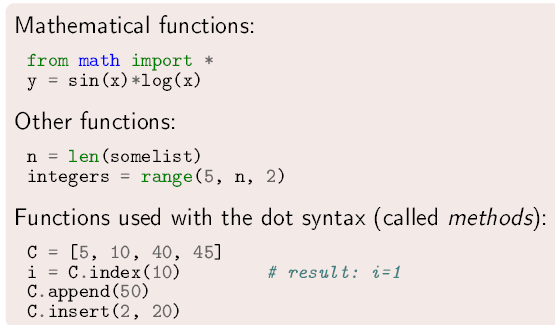 Mathematical functions:
from math import *
y = sin(x)*log(x)
Other functions:
n = len(somelist)
integers = range(5, n, 2)
Functions used with the dot syntax (called methods):
C = [5, 10, 40, 45]
i = C.index(10)        # result: i=1
C.append(50)
C.insert(2, 20)